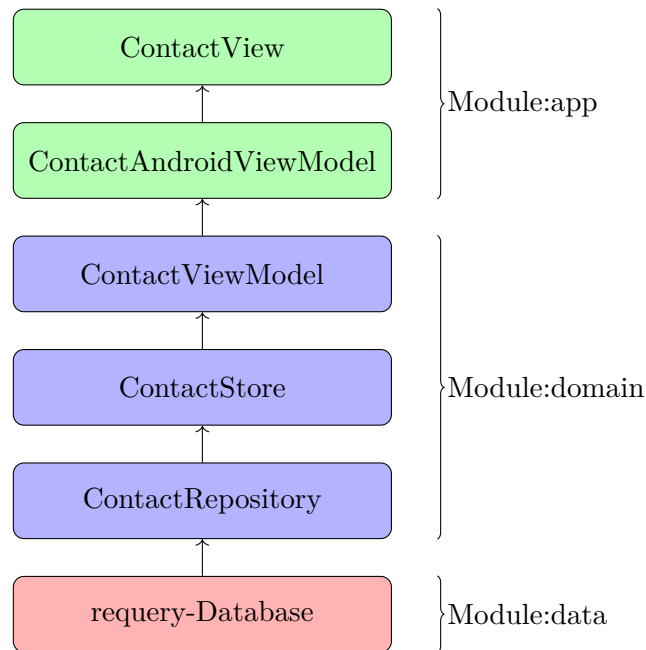 ContactView
Module:app
ContactAndroidViewModel
ContactViewModel
ContactStore
Module:domain
ContactRepository
requery-Database
Module:data